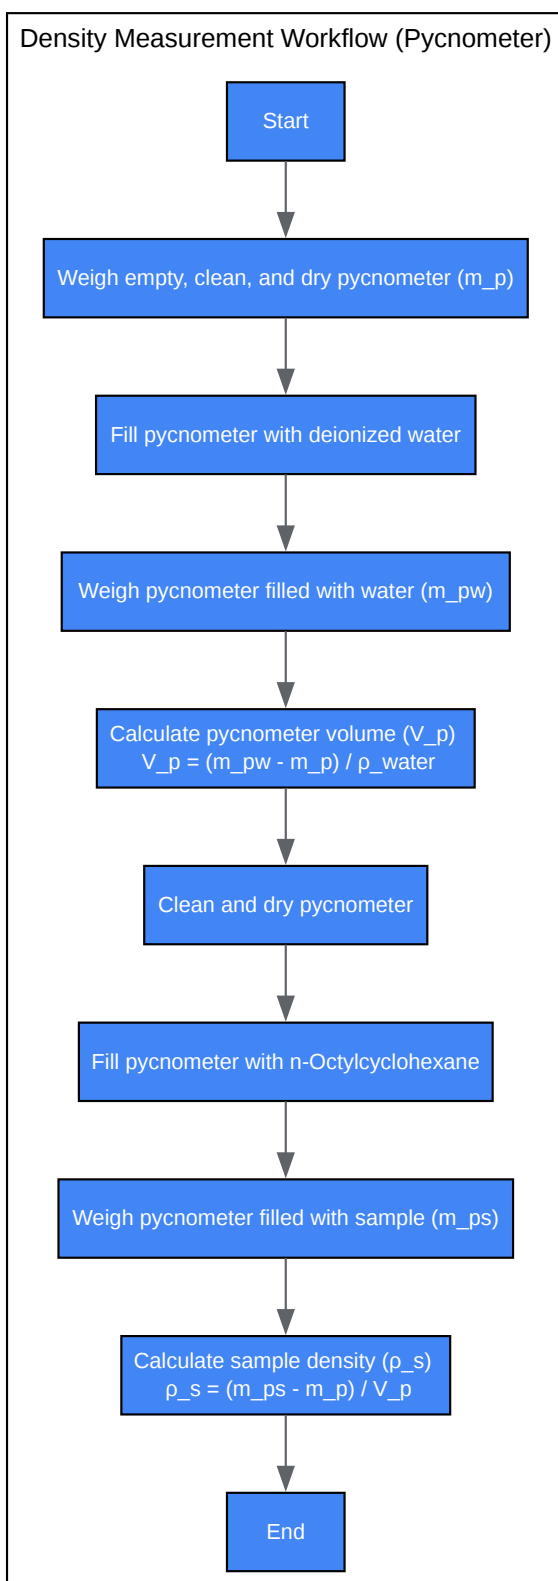 Density Measurement Workflow (Pycnometer)
Start
Weigh empty, clean, and dry pycnometer (m_p)
Fill pycnometer with deionized water
Weigh pycnometer filled with water (m_pw)
Calculate pycnometer volume (V_p)
V_p = (m_pw - m_p) / ρ_water
Clean and dry pycnometer
Fill pycnometer with n-Octylcyclohexane
Weigh pycnometer filled with sample (m_ps)
Calculate sample density (ρ_s)
ρ_s = (m_ps - m_p) / V_p
End